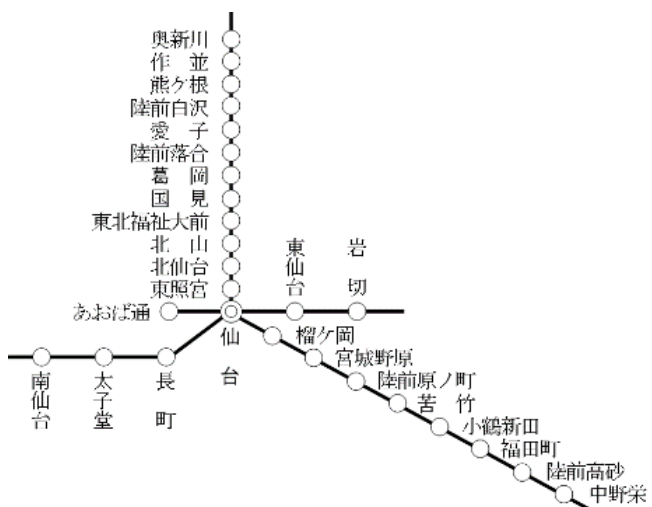 奥新川
作並
熊ケ根
陸前白沢
愛子
陸前落合
葛岡
国見
東北福祉大前
北山
北仙台
東照宮
東仙台
岩切
あおば通
仙台
榴ケ岡
宮城野原
陸前原ノ町
苦竹
小鶴新田
福田町
陸前高砂
中野栄
南仙台
太子堂
長町